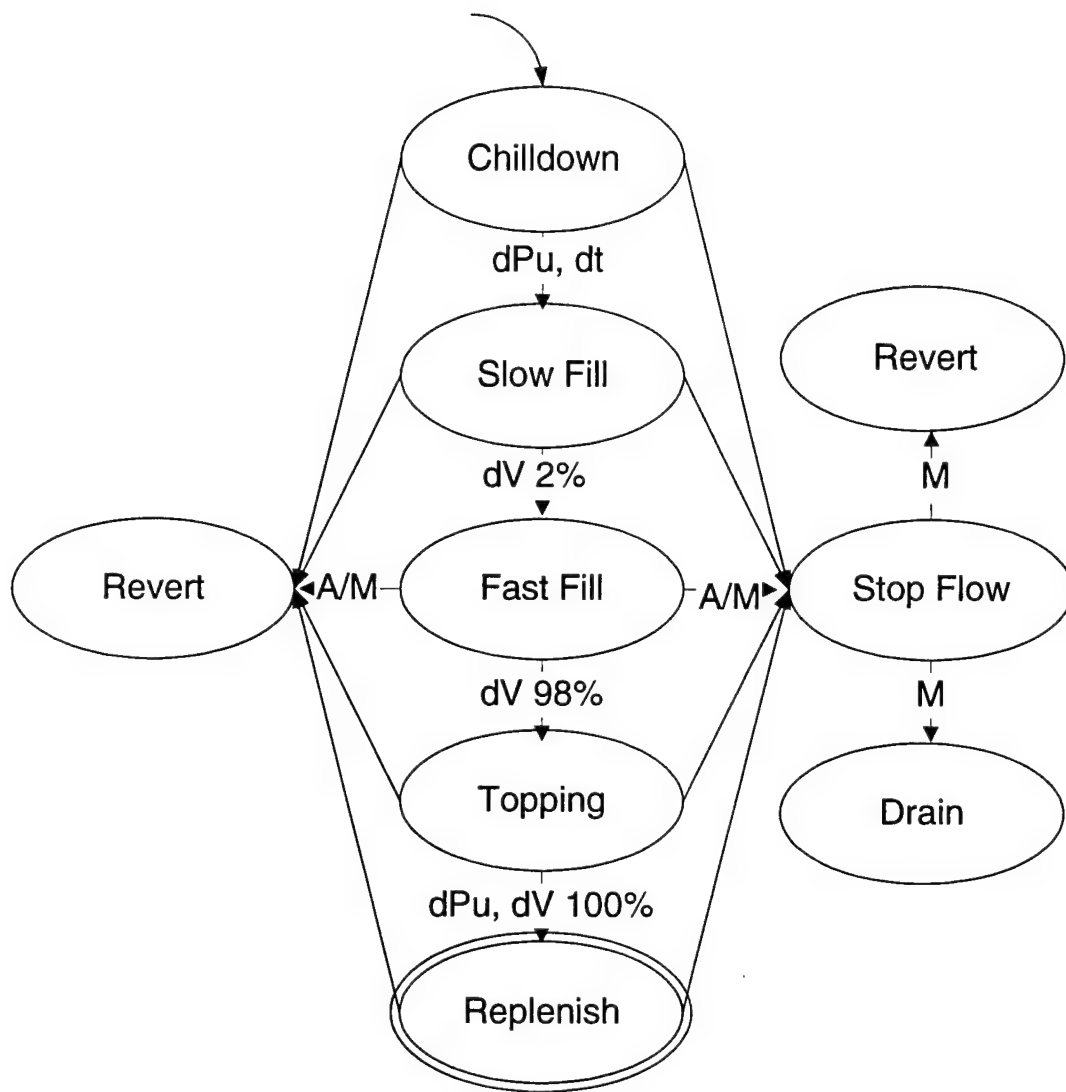 Chilldown
dPu, dt
Slow Fill
Revert
dV 2%
M
Revert
A/M
Fast Fill
A/M
Stop Flow
dV 98%
M
Topping
Drain
dPu, dV 100%
Replenish